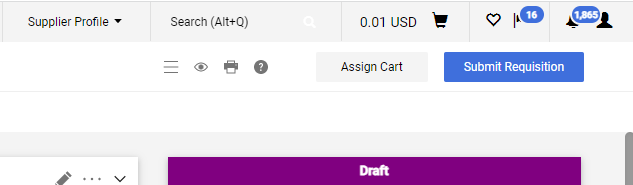 Supplier Profile Search (Alt+Q) 0.01 USD 16 1,865
? Assign Cart Submit Requisition
Draft